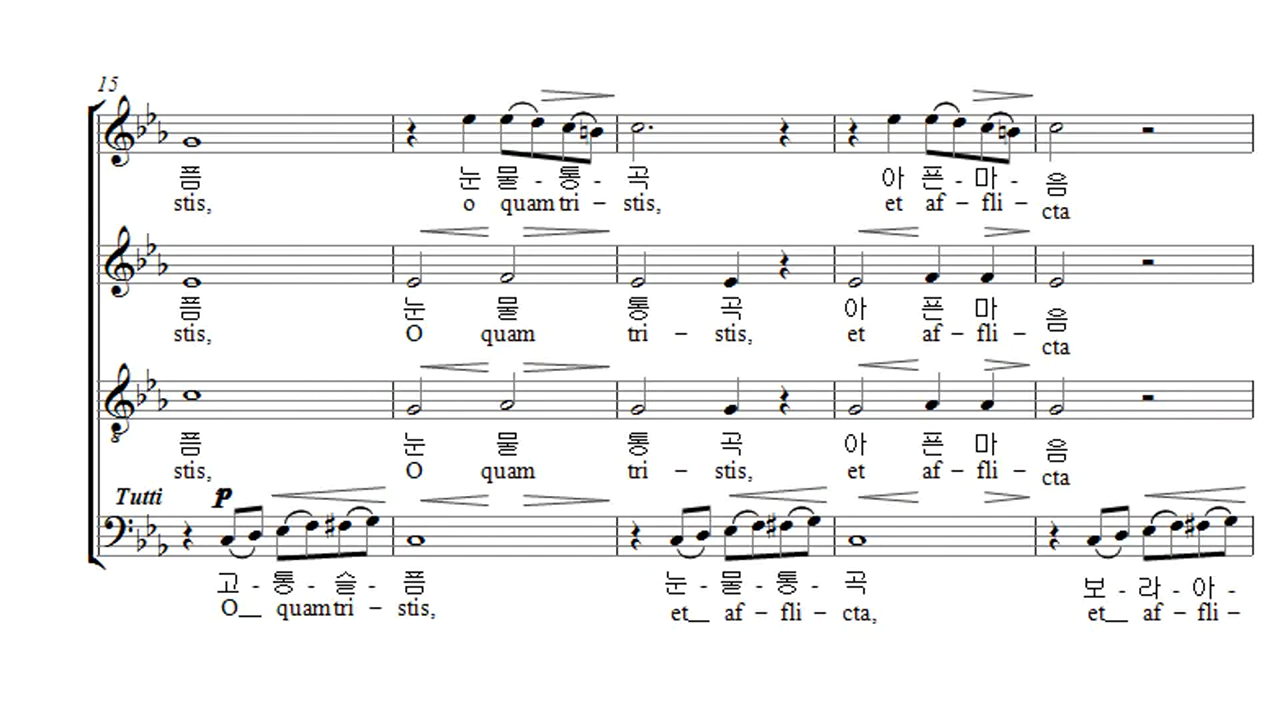 15
픔 눈 물 - 통 - 곡 아 픈 - 마 - 음
stis, o quam tri – stis, et af – fli – cta
픔 눈 물 통 곡 아 픈 마 음
stis, O quam tri – stis, et af – fli – cta
픔 눈 물 통 곡 아 픈 마 음
stis, O quam tri – stis, et af – fli – cta
Tutti p
고 - 통 - 슬 - 픔 눈 - 물 - 통 - 곡 보 - 라 - 아 -
O__ quam tri – stis, et__ af – fli – cta, et__ af – fli –